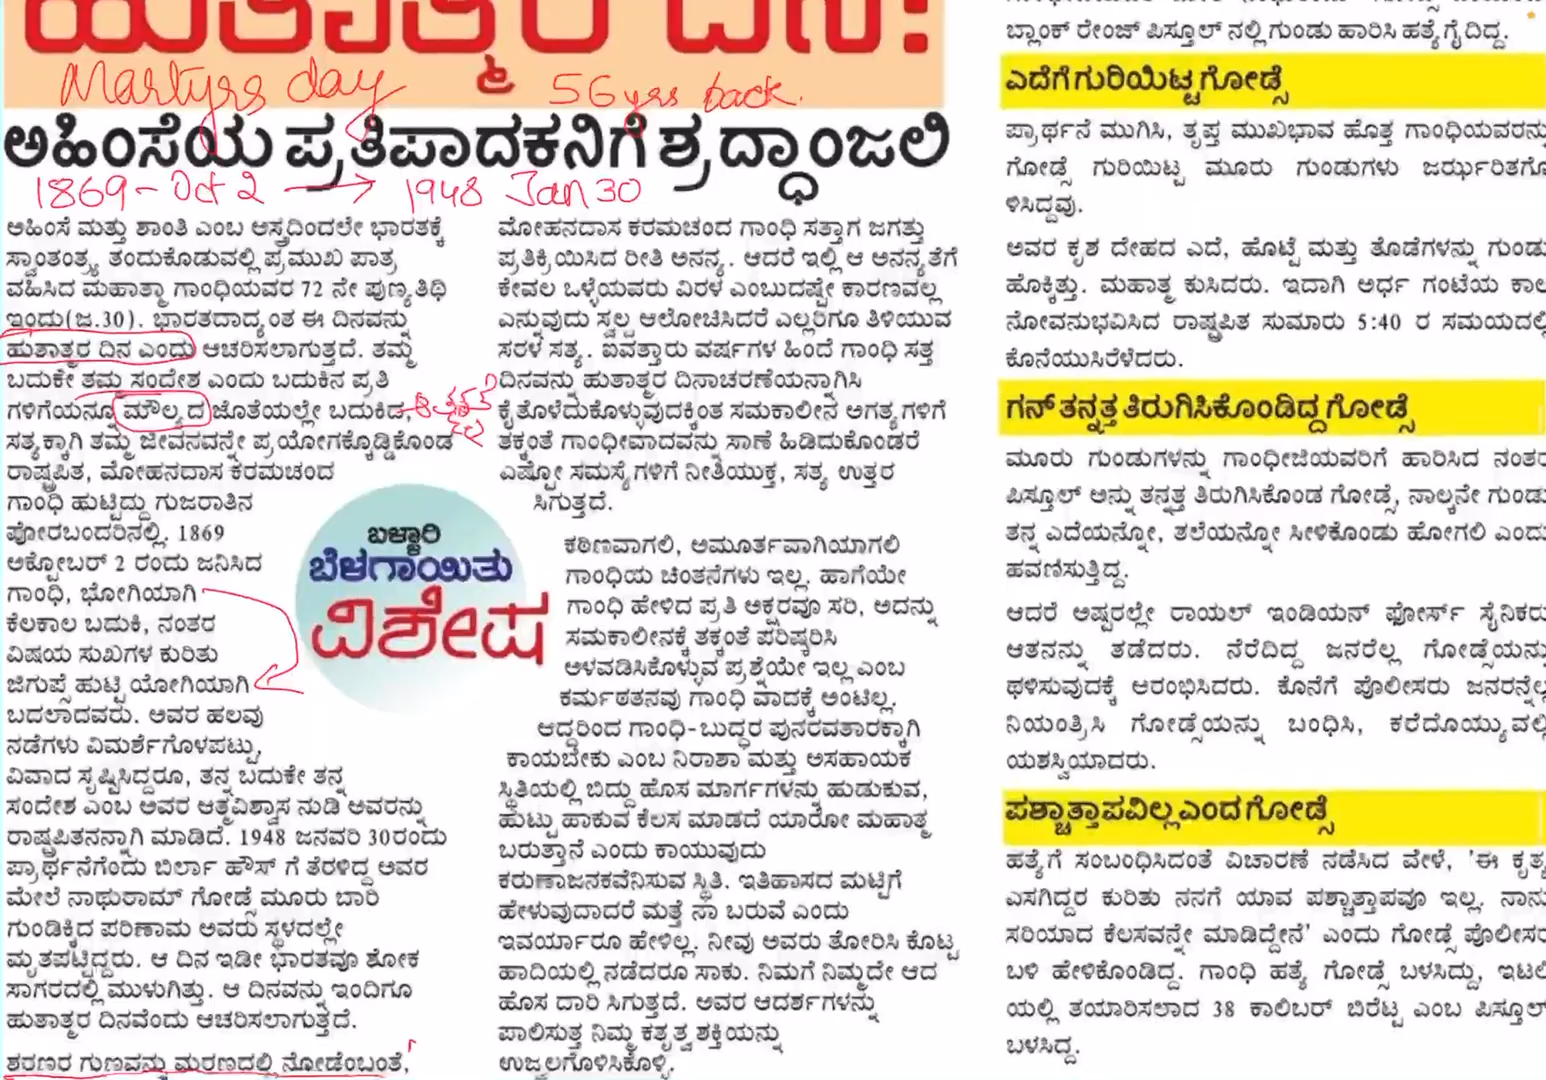 ಹುತಾತ್ಮರ ದಿನ:
Martyrs day
56 yrs back.
ಅಹಿಂಸೆಯ ಪ್ರತಿಪಾದಕನಿಗೆ ಶ್ರದ್ಧಾಂಜಲಿ
1869 - Oct 2 → 1948 Jan 30
ಅಹಿಂಸೆ ಮತ್ತು ಶಾಂತಿ ಎಂಬ ಅಸ್ತ್ರದಿಂದಲೇ ಭಾರತಕ್ಕೆ
ಸ್ವಾಂತಂತ್ರ್ಯ ತಂದುಕೊಡುವಲ್ಲಿ ಪ್ರಮುಖ ಪಾತ್ರ
ವಹಿಸಿದ ಮಹಾತ್ಮಾ ಗಾಂಧಿಯವರ 72 ನೇ ಪುಣ್ಯತಿಥಿ
ಇಂದು(ಜ.30). ಭಾರತದಾದ್ಯಂತ ಈ ದಿನವನ್ನು
ಹುತಾತ್ಮರ ದಿನ ಎಂದು ಆಚರಿಸಲಾಗುತ್ತದೆ. ತಮ್ಮ
ಬದುಕೇ ತಮ್ಮ ಸಂದೇಶ ಎಂದು ಬದುಕಿನ ಪ್ರತಿ
ಗಳಿಗೆಯನ್ನೂ ಮೌಲ್ಯದ ಜೊತೆಯಲ್ಲೇ ಬದುಕಿದ,
ಸತ್ಯಕ್ಕಾಗಿ ತಮ್ಮ ಜೀವನವನ್ನೇ ಪ್ರಯೋಗಕ್ಕೊಡ್ಡಿಕೊಂಡ
ರಾಷ್ಟ್ರಪಿತ, ಮೋಹನದಾಸ ಕರಮಚಂದ
ಗಾಂಧಿ ಹುಟ್ಟಿದ್ದು ಗುಜರಾತಿನ
ಪೋರಬಂದರಿನಲ್ಲಿ. 1869
ಅಕ್ಟೋಬರ್ 2 ರಂದು ಜನಿಸಿದ
ಗಾಂಧಿ, ಭೋಗಿಯಾಗಿ
ಕೆಲಕಾಲ ಬದುಕಿ, ನಂತರ
ವಿಷಯ ಸುಖಗಳ ಕುರಿತು
ಜಿಗುಪ್ಸೆ ಹುಟ್ಟಿ ಯೋಗಿಯಾಗಿ
ಬದಲಾದವರು. ಅವರ ಹಲವು
ನಡೆಗಳು ವಿಮರ್ಶೆಗೊಳಪಟ್ಟು,
ವಿವಾದ ಸೃಷ್ಟಿಸಿದ್ದರೂ, ತನ್ನ ಬದುಕೇ ತನ್ನ
ಸಂದೇಶ ಎಂಬ ಅವರ ಆತ್ಮವಿಶ್ವಾಸ ನುಡಿ ಅವರನ್ನು
ರಾಷ್ಟ್ರಪಿತನನ್ನಾಗಿ ಮಾಡಿದೆ. 1948 ಜನವರಿ 30ರಂದು
ಪ್ರಾರ್ಥನೆಗೆಂದು ಬಿರ್ಲಾ ಹೌಸ್ ಗೆ ತೆರಳಿದ್ದ ಅವರ
ಮೇಲೆ ನಾಥುರಾಮ್ ಗೋಡ್ಸೆ ಮೂರು ಬಾರಿ
ಗುಂಡಿಕ್ಕಿದ ಪರಿಣಾಮ ಅವರು ಸ್ಥಳದಲ್ಲೇ
ಮೃತಪಟ್ಟಿದ್ದರು. ಆ ದಿನ ಇಡೀ ಭಾರತವೂ ಶೋಕ
ಸಾಗರದಲ್ಲಿ ಮುಳುಗಿತ್ತು. ಆ ದಿನವನ್ನು ಇಂದಿಗೂ
ಹುತಾತ್ಮರ ದಿನವೆಂದು ಆಚರಿಸಲಾಗುತ್ತದೆ.
ಶರಣರ ಗುಣವನ್ನು ಮರಣದಲ್ಲಿ ನೋಡೆಂಬಂತೆ,
ಬಳ್ಳಾರಿ
ಬೆಳಗಾಯಿತು
ವಿಶೇಷ
ಮೋಹನದಾಸ ಕರಮಚಂದ ಗಾಂಧಿ ಸತ್ತಾಗ ಜಗತ್ತು
ಪ್ರತಿಕ್ರಿಯಿಸಿದ ರೀತಿ ಅನನ್ಯ. ಆದರೆ ಇಲ್ಲಿ ಆ ಅನನ್ಯತೆಗೆ
ಕೇವಲ ಒಳ್ಳೆಯವರು ವಿರಳ ಎಂಬುದಷ್ಟೇ ಕಾರಣವಲ್ಲ
ಎನ್ನುವುದು ಸ್ವಲ್ಪ ಆಲೋಚಿಸಿದರೆ ಎಲ್ಲರಿಗೂ ತಿಳಿಯುವ
ಸರಳ ಸತ್ಯ. ಐವತ್ತಾರು ವರ್ಷಗಳ ಹಿಂದೆ ಗಾಂಧಿ ಸತ್ತ
ದಿನವನ್ನು ಹುತಾತ್ಮರ ದಿನಾಚರಣೆಯನ್ನಾಗಿಸಿ
ಕೈತೊಳೆದುಕೊಳ್ಳುವುದಕ್ಕಿಂತ ಸಮಕಾಲೀನ ಅಗತ್ಯಗಳಿಗೆ
ತಕ್ಕಂತೆ ಗಾಂಧೀವಾದವನ್ನು ಸಾಣೆ ಹಿಡಿದುಕೊಂಡರೆ
ಎಷ್ಟೋ ಸಮಸ್ಯೆಗಳಿಗೆ ನೀತಿಯುಕ್ತ, ಸತ್ಯ ಉತ್ತರ
ಸಿಗುತ್ತದೆ.
ಕಠಿಣವಾಗಲಿ, ಅಮೂರ್ತವಾಗಿಯಾಗಲಿ
ಗಾಂಧಿಯ ಚಿಂತನೆಗಳು ಇಲ್ಲ. ಹಾಗೆಯೇ
ಗಾಂಧಿ ಹೇಳಿದ ಪ್ರತಿ ಅಕ್ಷರವೂ ಸರಿ, ಅದನ್ನು
ಸಮಕಾಲೀನಕ್ಕೆ ತಕ್ಕಂತೆ ಪರಿಷ್ಕರಿಸಿ
ಅಳವಡಿಸಿಕೊಳ್ಳುವ ಪ್ರಶ್ನೆಯೇ ಇಲ್ಲ ಎಂಬ
ಕರ್ಮಠತನವು ಗಾಂಧಿ ವಾದಕ್ಕೆ ಅಂಟಿಲ್ಲ.
ಆದ್ದರಿಂದ ಗಾಂಧಿ-ಬುದ್ಧರ ಪುನರವತಾರಕ್ಕಾಗಿ
ಕಾಯಬೇಕು ಎಂಬ ನಿರಾಶಾ ಮತ್ತು ಅಸಹಾಯಕ
ಸ್ಥಿತಿಯಲ್ಲಿ ಬಿದ್ದು ಹೊಸ ಮಾರ್ಗಗಳನ್ನು ಹುಡುಕುವ,
ಹುಟ್ಟು ಹಾಕುವ ಕೆಲಸ ಮಾಡದೆ ಯಾರೋ ಮಹಾತ್ಮ
ಬರುತ್ತಾನೆ ಎಂದು ಕಾಯುವುದು
ಕರುಣಾಜನಕವೆನಿಸುವ ಸ್ಥಿತಿ. ಇತಿಹಾಸದ ಮಟ್ಟಿಗೆ
ಹೇಳುವುದಾದರೆ ಮತ್ತೆ ನಾ ಬರುವೆ ಎಂದು
ಇವರ್ಯಾರೂ ಹೇಳಿಲ್ಲ. ನೀವು ಅವರು ತೋರಿಸಿ ಕೊಟ್ಟ
ಹಾದಿಯಲ್ಲಿ ನಡೆದರೂ ಸಾಕು. ನಿಮಗೆ ನಿಮ್ಮದೇ ಆದ
ಹೊಸ ದಾರಿ ಸಿಗುತ್ತದೆ. ಅವರ ಆದರ್ಶಗಳನ್ನು
ಪಾಲಿಸುತ್ತ ನಿಮ್ಮ ಕತೃತ್ವ ಶಕ್ತಿಯನ್ನು
ಉಜ್ವಲಗೊಳಿಸಿಕೊಳ್ಳಿ.
ಬ್ಲಾಂಕ್ ರೇಂಜ್ ಪಿಸ್ತೂಲ್ ನಲ್ಲಿ ಗುಂಡು ಹಾರಿಸಿ ಹತ್ಯೆಗೈದಿದ್ದ.
ಎದೆಗೆ ಗುರಿಯಿಟ್ಟ ಗೋಡ್ಸೆ
ಪ್ರಾರ್ಥನೆ ಮುಗಿಸಿ, ತೃಪ್ತ ಮುಖಭಾವ ಹೊತ್ತ ಗಾಂಧಿಯವರನ್ನು
ಗೋಡ್ಸೆ ಗುರಿಯಿಟ್ಟ ಮೂರು ಗುಂಡುಗಳು ಜರ್ಝರಿತಗೊ
ಳಿಸಿದ್ದವು.
ಅವರ ಕೃಶ ದೇಹದ ಎದೆ, ಹೊಟ್ಟೆ ಮತ್ತು ತೊಡೆಗಳನ್ನು ಗುಂಡು
ಹೊಕ್ಕಿತ್ತು. ಮಹಾತ್ಮ ಕುಸಿದರು. ಇದಾಗಿ ಅರ್ಧ ಗಂಟೆಯ ಕಾಲ
ನೋವನುಭವಿಸಿದ ರಾಷ್ಟ್ರಪಿತ ಸುಮಾರು 5:40 ರ ಸಮಯದಲ್ಲಿ
ಕೊನೆಯುಸಿರೆಳೆದರು.
ಗನ್ ತನ್ನತ್ತ ತಿರುಗಿಸಿಕೊಂಡಿದ್ದ ಗೋಡ್ಸೆ
ಮೂರು ಗುಂಡುಗಳನ್ನು ಗಾಂಧೀಜಿಯವರಿಗೆ ಹಾರಿಸಿದ ನಂತರ
ಪಿಸ್ತೂಲ್ ಅನ್ನು ತನ್ನತ್ತ ತಿರುಗಿಸಿಕೊಂಡ ಗೋಡ್ಸೆ, ನಾಲ್ಕನೇ ಗುಂಡು
ತನ್ನ ಎದೆಯನ್ನೋ, ತಲೆಯನ್ನೋ ಸೀಳಿಕೊಂಡು ಹೋಗಲಿ ಎಂದು
ಹವಣಿಸುತ್ತಿದ್ದ.
ಆದರೆ ಅಷ್ಟರಲ್ಲೇ ರಾಯಲ್ ಇಂಡಿಯನ್ ಫೋರ್ಸ್ ಸೈನಿಕರು
ಆತನನ್ನು ತಡೆದರು. ನೆರೆದಿದ್ದ ಜನರೆಲ್ಲ ಗೋಡ್ಸೆಯನ್ನು
ಥಳಿಸುವುದಕ್ಕೆ ಆರಂಭಿಸಿದರು. ಕೊನೆಗೆ ಪೊಲೀಸರು ಜನರನ್ನೆಲ್ಲ
ನಿಯಂತ್ರಿಸಿ ಗೋಡ್ಸೆಯನ್ನು ಬಂಧಿಸಿ, ಕರೆದೊಯ್ಯುವಲ್ಲಿ
ಯಶಸ್ವಿಯಾದರು.
ಪಶ್ಚಾತ್ತಾಪವಿಲ್ಲ ಎಂದ ಗೋಡ್ಸೆ
ಹತ್ಯೆಗೆ ಸಂಬಂಧಿಸಿದಂತೆ ವಿಚಾರಣೆ ನಡೆಸಿದ ವೇಳೆ, 'ಈ ಕೃತ್ಯ
ಎಸಗಿದ್ದರ ಕುರಿತು ನನಗೆ ಯಾವ ಪಶ್ಚಾತ್ತಾಪವೂ ಇಲ್ಲ. ನಾನು
ಸರಿಯಾದ ಕೆಲಸವನ್ನೇ ಮಾಡಿದ್ದೇನೆ' ಎಂದು ಗೋಡ್ಸೆ ಪೊಲೀಸರ
ಬಳಿ ಹೇಳಿಕೊಂಡಿದ್ದ. ಗಾಂಧಿ ಹತ್ಯೆಗೆ ಗೋಡ್ಸೆ ಬಳಸಿದ್ದು, ಇಟಲಿ
ಯಲ್ಲಿ ತಯಾರಿಸಲಾದ 38 ಕಾಲಿಬರ್ ಬಿರೆಟ್ಟ ಎಂಬ ಪಿಸ್ತೂಲ್
ಬಳಸಿದ್ದ.